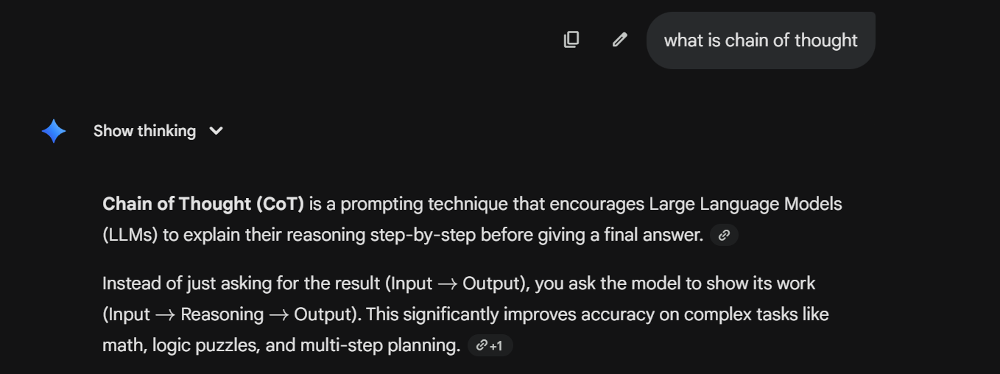 what is chain of thought
Show thinking
Chain of Thought (CoT) is a prompting technique that encourages Large Language Models
(LLMs) to explain their reasoning step-by-step before giving a final answer.
Instead of just asking for the result (Input → Output), you ask the model to show its work
(Input → Reasoning → Output). This significantly improves accuracy on complex tasks like
math, logic puzzles, and multi-step planning. +1